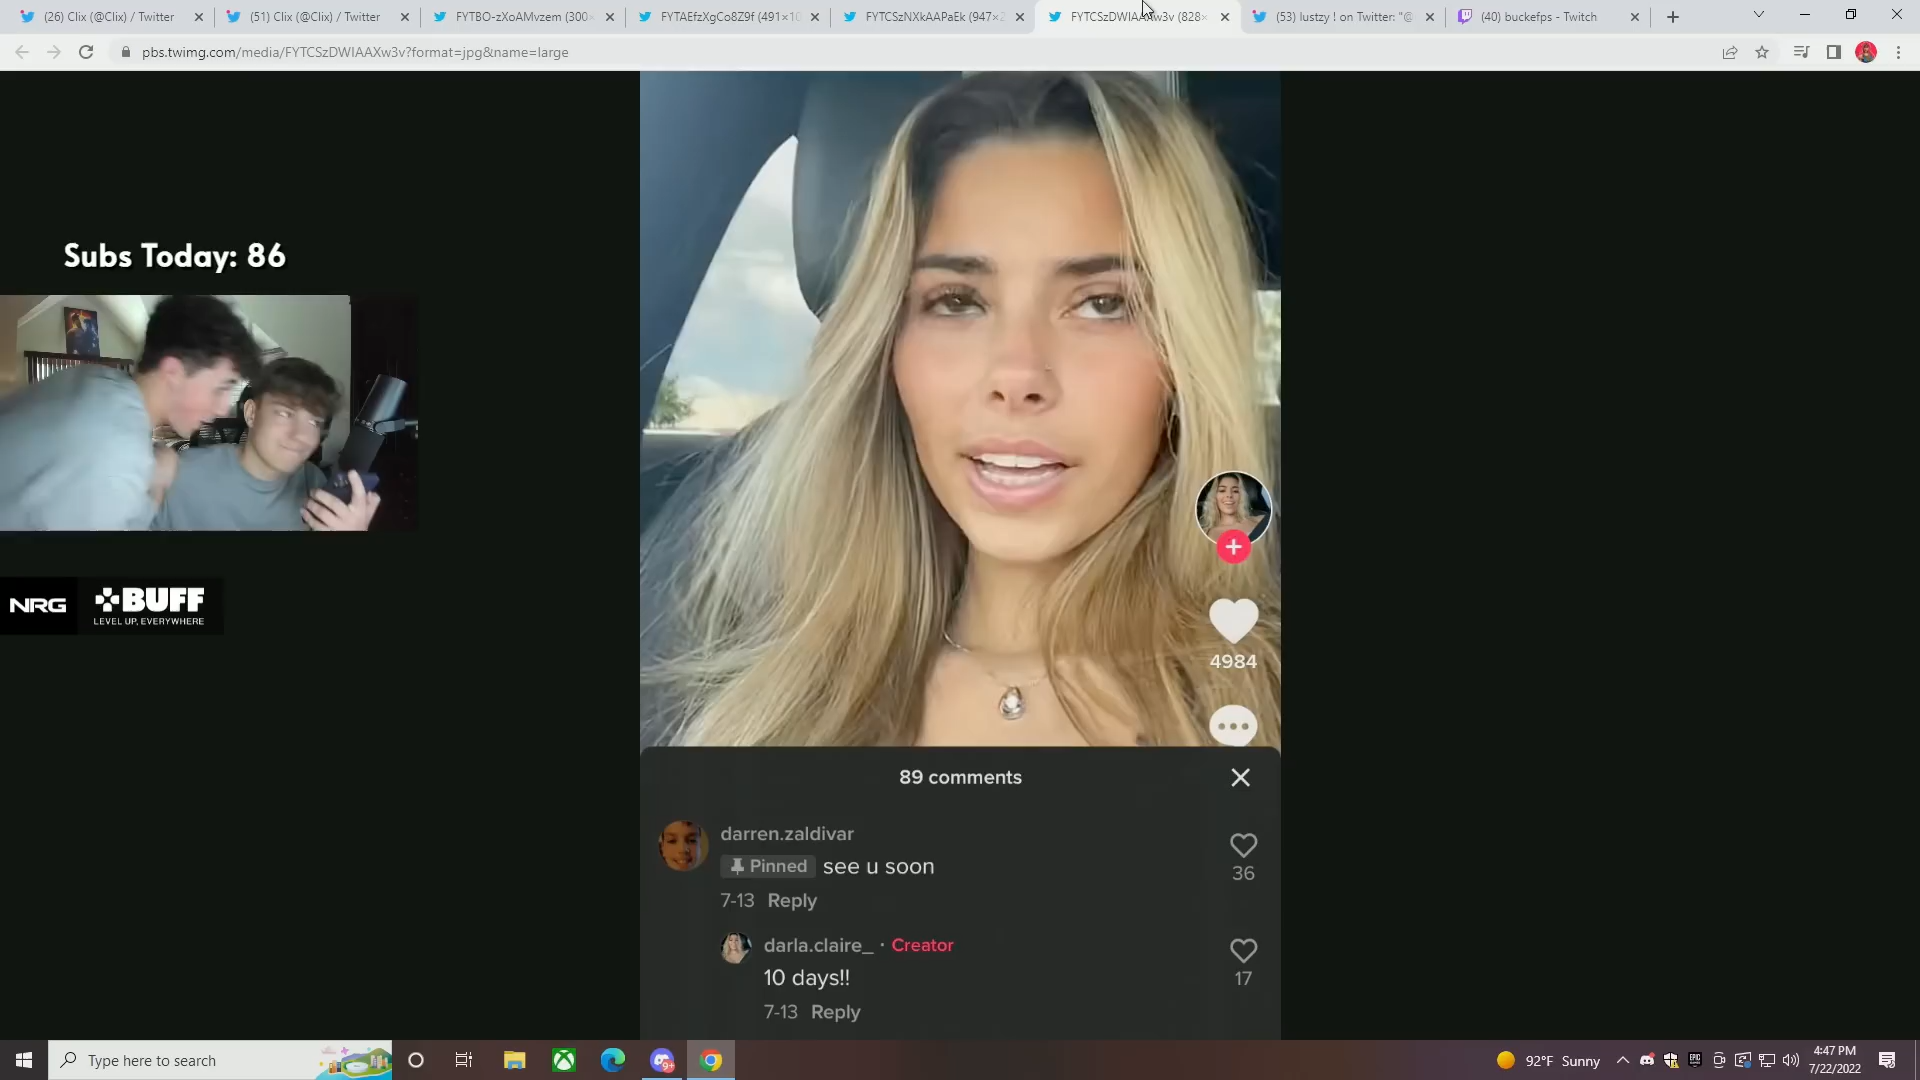 (26) Clix (@Clix) / Twitter
(51) Clix (@Clix) / Twitter
FYTBO-zXoAMvzem (300×
FYTAEfzXgCo8Z9f (491×10
FYTCSzNXkAAPaEk (947×2
FYTCSzDWIAAXw3v (828×
(53) lustzy ! on Twitter: "@
(40) buckefps - Twitch
pbs.twimg.com/media/FYTCSzDWIAAXw3v?format=jpg&name=large
Subs Today: 86
NRG
BUFF
LEVEL UP, EVERYWHERE
4984
89 comments
darren.zaldivar
Pinned see u soon
36
7-13 Reply
darla.claire_ · Creator
10 days!!
17
7-13 Reply
Type here to search
9+
92°F Sunny
EPIC
4:47 PM
7/22/2022